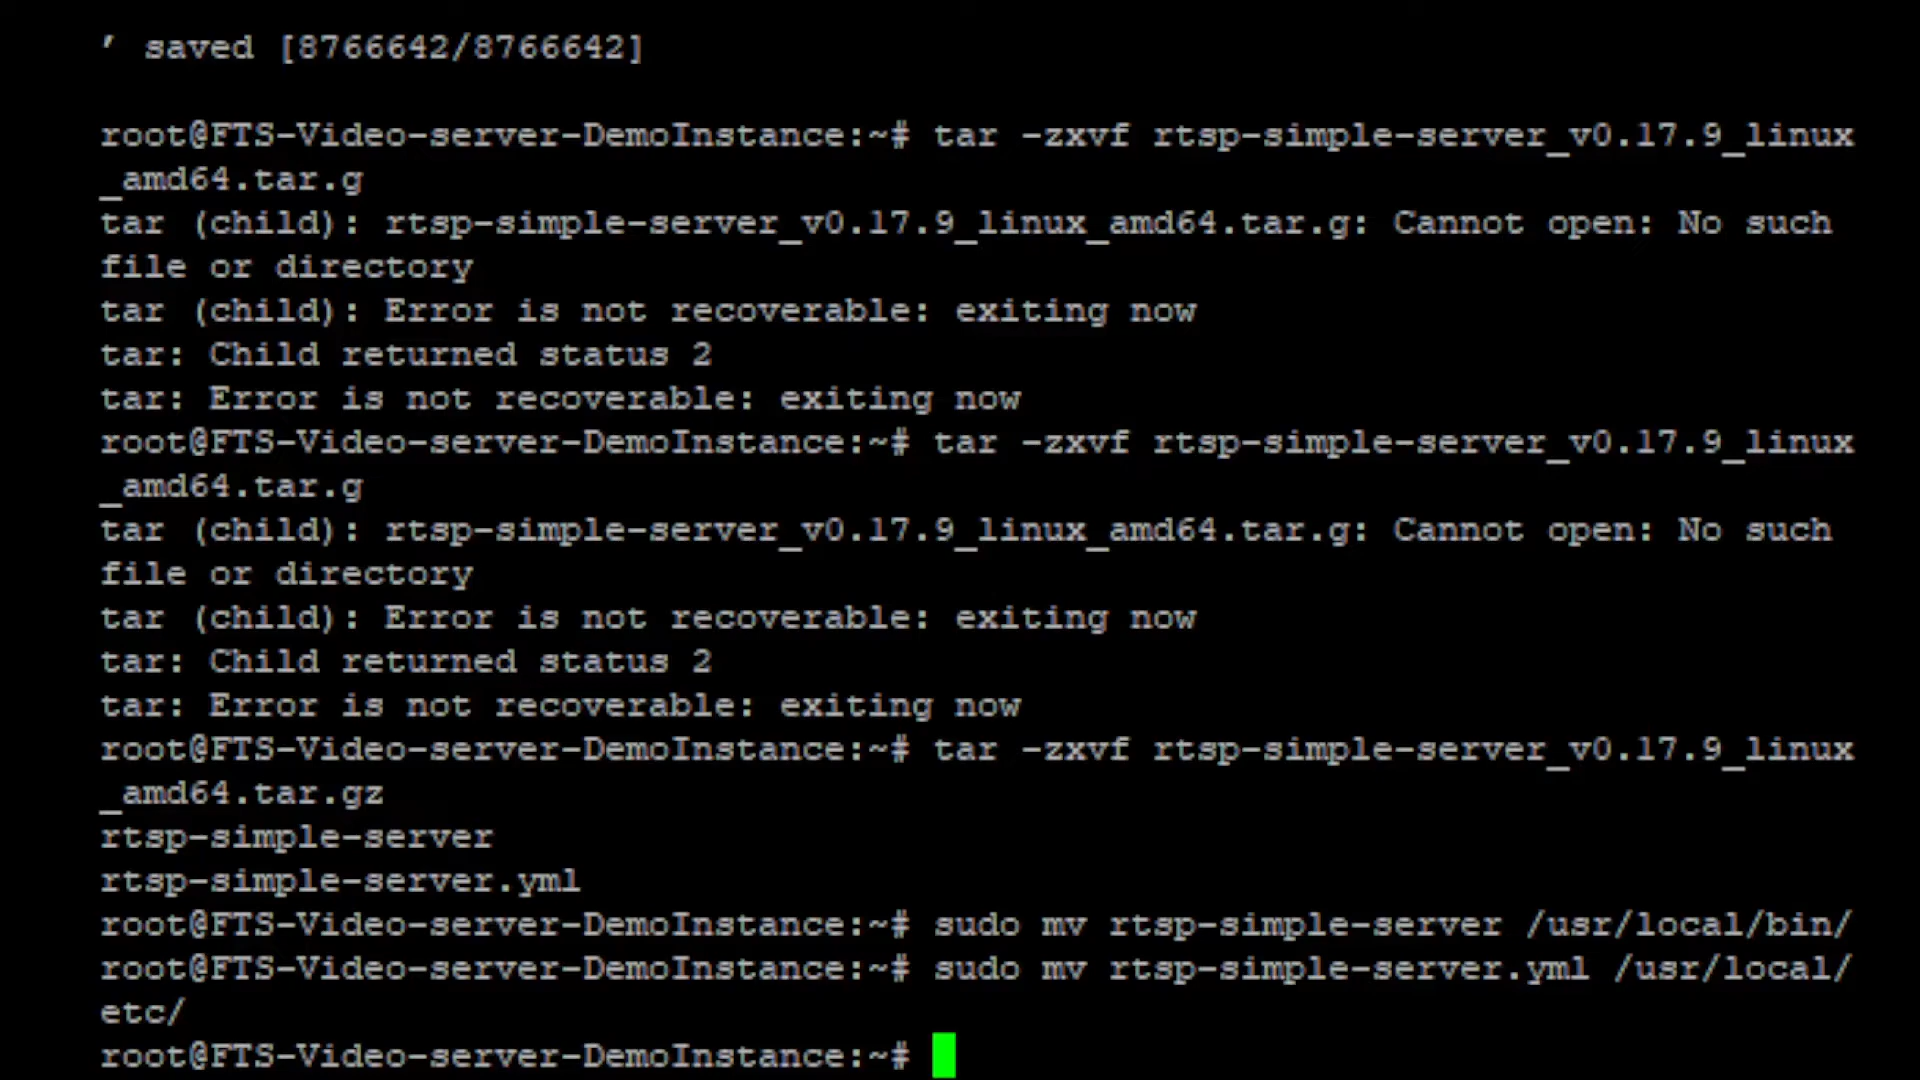 ’ saved [8766642/8766642]
root@FTS-Video-server-DemoInstance:~# tar -zxvf rtsp-simple-server_v0.17.9_linux
_amd64.tar.g
tar (child): rtsp-simple-server_v0.17.9_linux_amd64.tar.g: Cannot open: No such
file or directory
tar (child): Error is not recoverable: exiting now
tar: Child returned status 2
tar: Error is not recoverable: exiting now
root@FTS-Video-server-DemoInstance:~# tar -zxvf rtsp-simple-server_v0.17.9_linux
_amd64.tar.g
tar (child): rtsp-simple-server_v0.17.9_linux_amd64.tar.g: Cannot open: No such
file or directory
tar (child): Error is not recoverable: exiting now
tar: Child returned status 2
tar: Error is not recoverable: exiting now
root@FTS-Video-server-DemoInstance:~# tar -zxvf rtsp-simple-server_v0.17.9_linux
_amd64.tar.gz
rtsp-simple-server
rtsp-simple-server.yml
root@FTS-Video-server-DemoInstance:~# sudo mv rtsp-simple-server /usr/local/bin/
root@FTS-Video-server-DemoInstance:~# sudo mv rtsp-simple-server.yml /usr/local/
etc/
root@FTS-Video-server-DemoInstance:~#